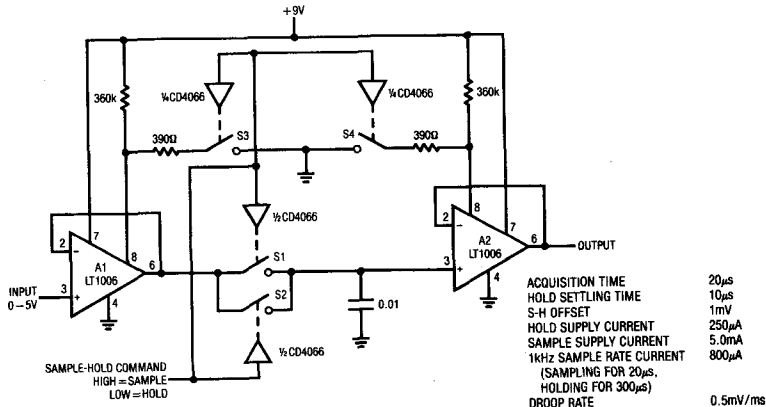 +9V
360k
¼CD4066
¼CD4066
360k
390Ω
S3
S4
390Ω
8
7
½CD4066
2
7
8
A1
LT1006
6
3
4
INPUT
0–5V
S1
S2
½CD4066
0.01
2
A2
LT1006
6
3
4
OUTPUT
SAMPLE-HOLD COMMAND
HIGH = SAMPLE
LOW = HOLD
ACQUISITION TIME 20µs
HOLD SETTLING TIME 10µs
S-H OFFSET 1mV
HOLD SUPPLY CURRENT 250µA
SAMPLE SUPPLY CURRENT 5.0mA
1kHz SAMPLE RATE CURRENT 800µA
(SAMPLING FOR 20µs,
HOLDING FOR 300µs)
DROOP RATE 0.5mV/ms